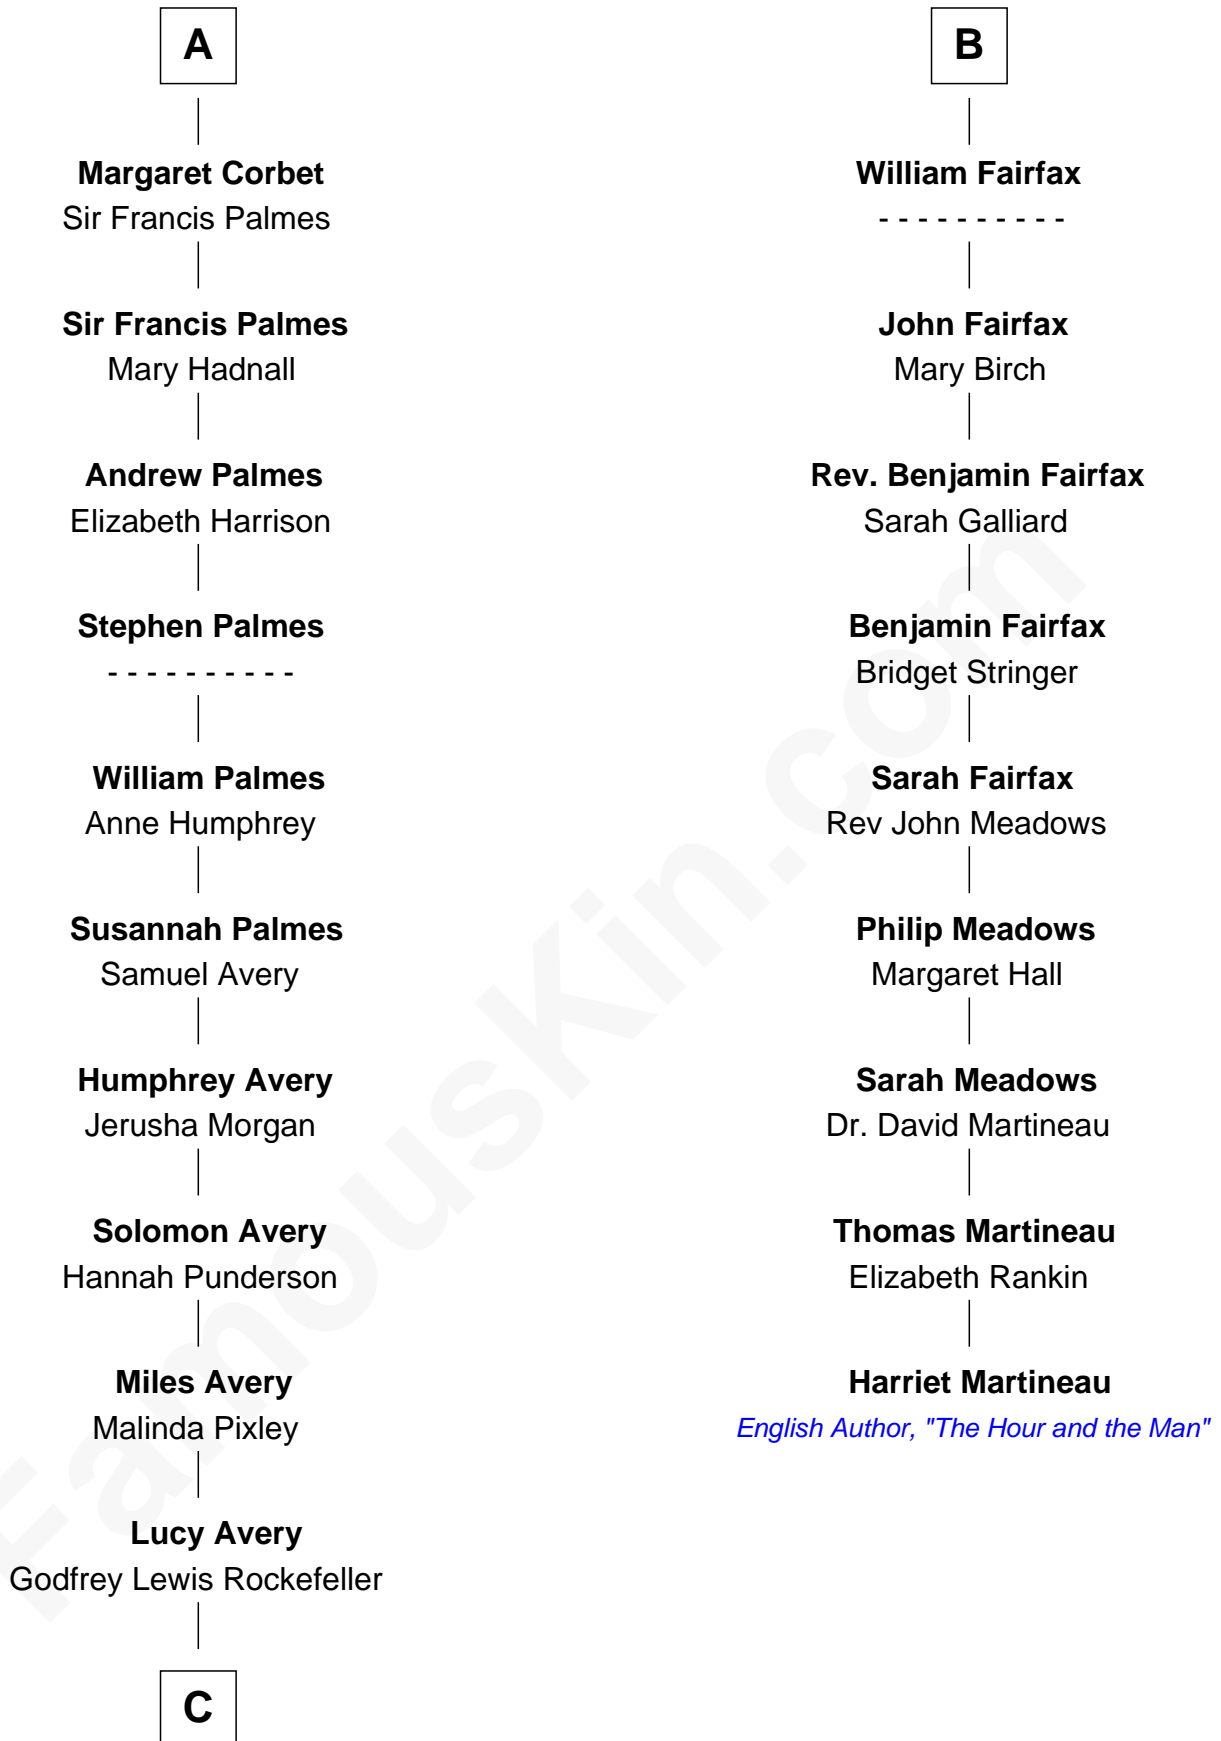 A
Margaret Corbet
Sir Francis Palmes
Sir Francis Palmes
Mary Hadnall
Andrew Palmes
Elizabeth Harrison
Stephen Palmes
- - - - - - - - - -
William Palmes
Anne Humphrey
Susannah Palmes
Samuel Avery
Humphrey Avery
Jerusha Morgan
Solomon Avery
Hannah Punderson
Miles Avery
Malinda Pixley
Lucy Avery
Godfrey Lewis Rockefeller
C
B
William Fairfax
- - - - - - - - - -
John Fairfax
Mary Birch
Rev. Benjamin Fairfax
Sarah Galliard
Benjamin Fairfax
Bridget Stringer
Sarah Fairfax
Rev John Meadows
Philip Meadows
Margaret Hall
Sarah Meadows
Dr. David Martineau
Thomas Martineau
Elizabeth Rankin
Harriet Martineau
English Author, "The Hour and the Man"
FamousKin.com